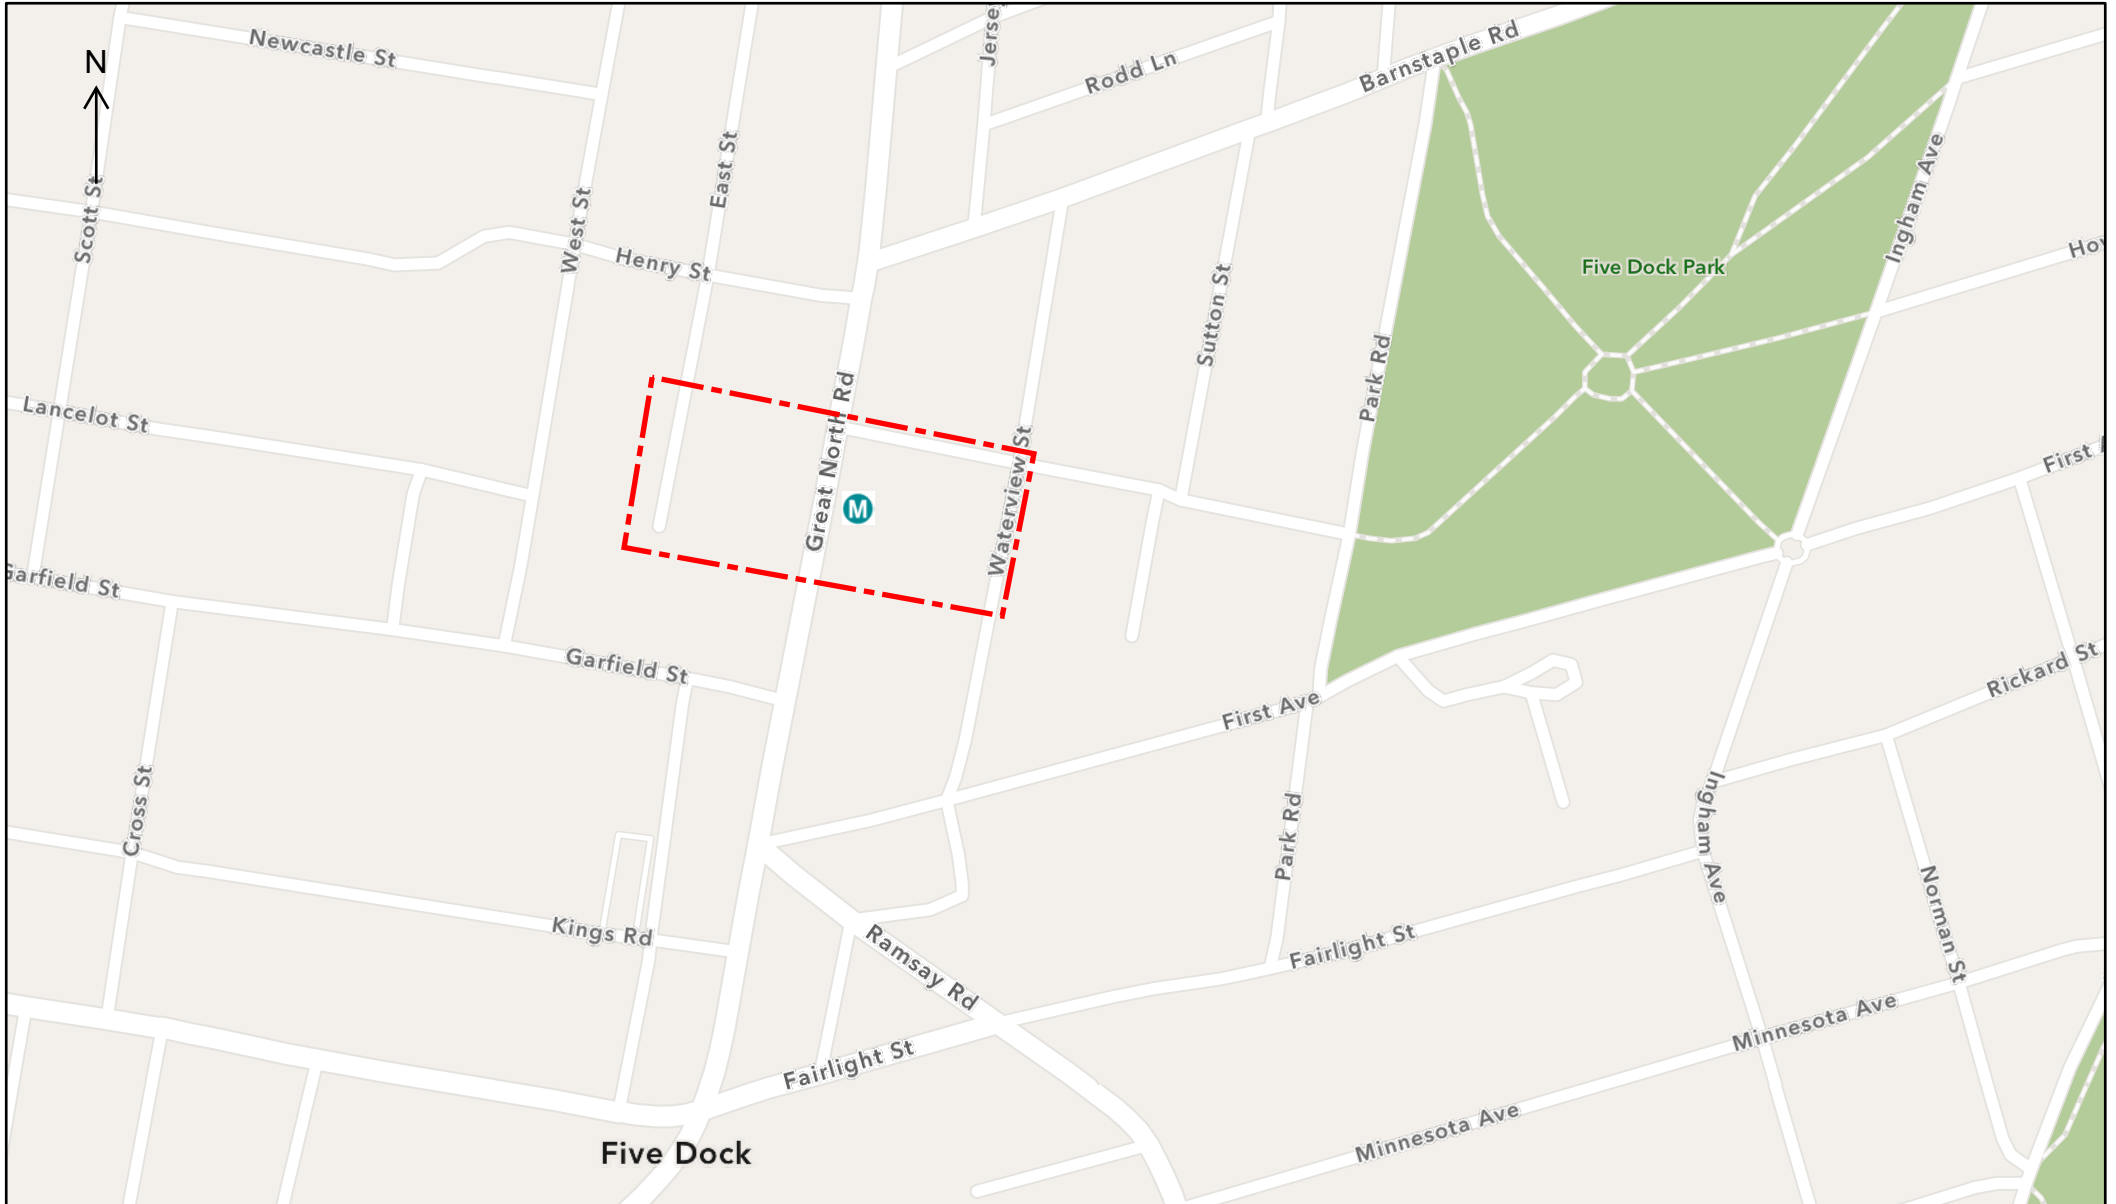 Newcastle St
N
Scott St
West St
East St
Henry St
Jersey
Rodd Ln
Barnstaple Rd
Ingham Ave
Five Dock Park
Sutton St
Park Rd
Lancelot St
Great North Rd
M
Waterview St
First
Garfield St
Garfield St
Rickard St
First Ave
Cross St
Park Rd
Ingham Ave
Kings Rd
Ramsay Rd
Fairlight St
Norman St
Fairlight St
Minnesota Ave
Minnesota Ave
Five Dock